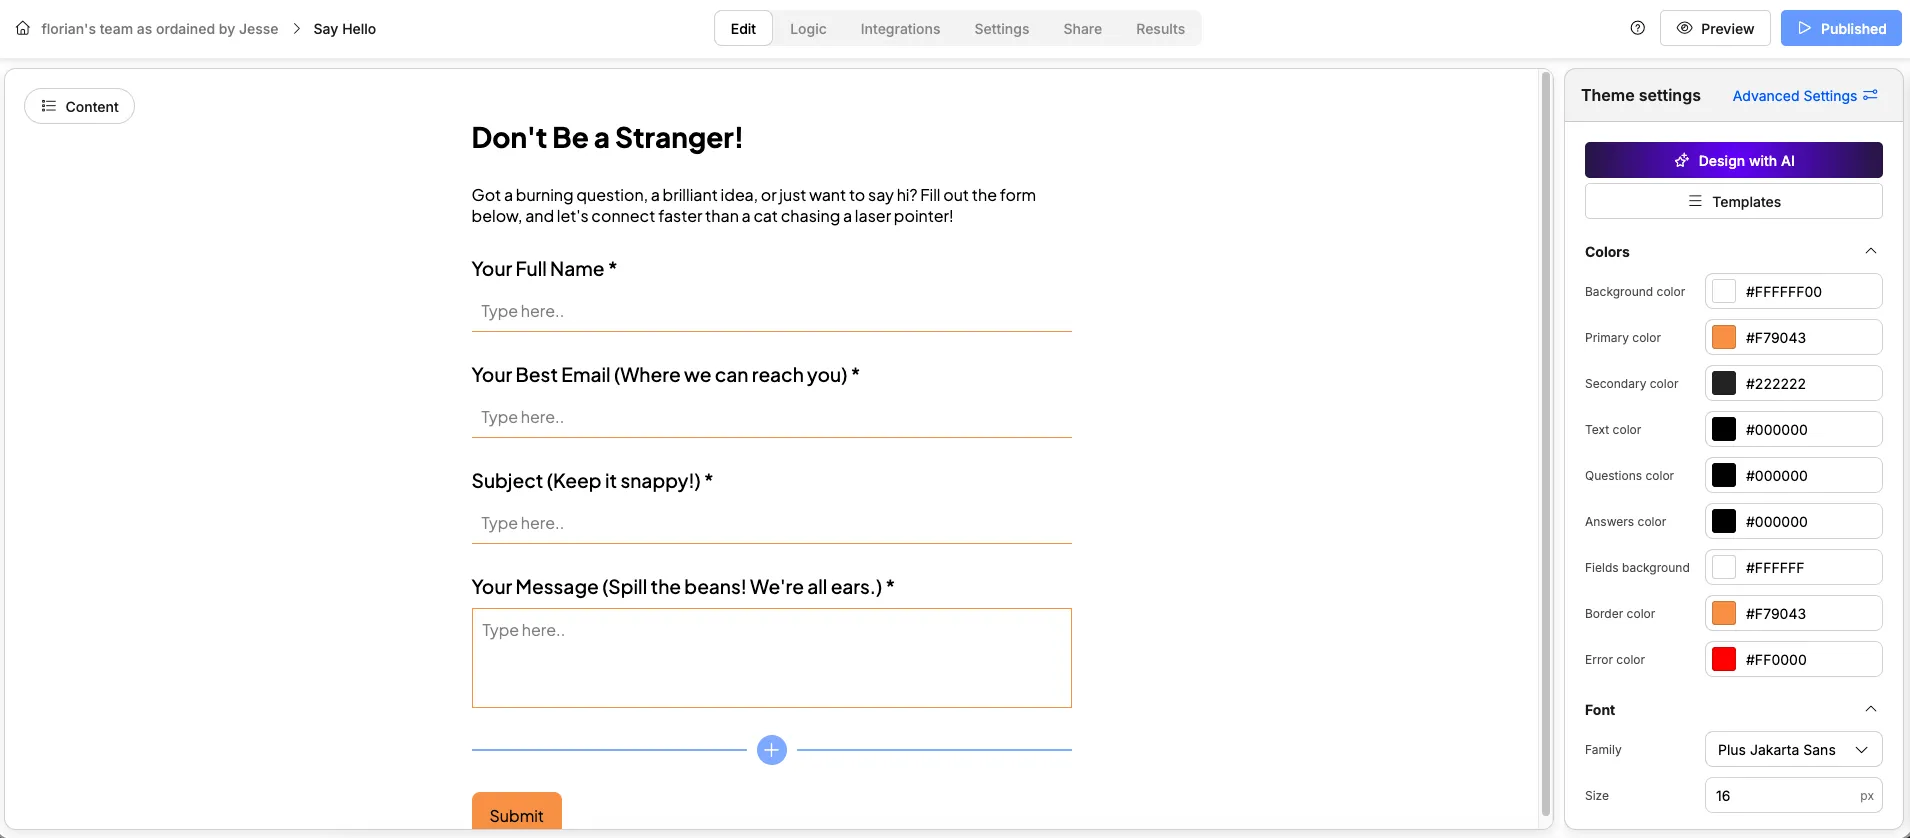 florian's team as ordained by Jesse > Say Hello
Edit Logic Integrations Settings Share Results
Preview Published
Content
Don't Be a Stranger!
Got a burning question, a brilliant idea, or just want to say hi? Fill out the form
below, and let's connect faster than a cat chasing a laser pointer!
Your Full Name *
Type here..
Your Best Email (Where we can reach you) *
Type here..
Subject (Keep it snappy!) *
Type here..
Your Message (Spill the beans! We're all ears.) *
Type here..
Submit
Theme settings Advanced Settings
Design with AI
Templates
Colors
Background color #FFFFFF00
Primary color #F79043
Secondary color #222222
Text color #000000
Questions color #000000
Answers color #000000
Fields background #FFFFFF
Border color #F79043
Error color #FF0000
Font
Family Plus Jakarta Sans
Size 16 px